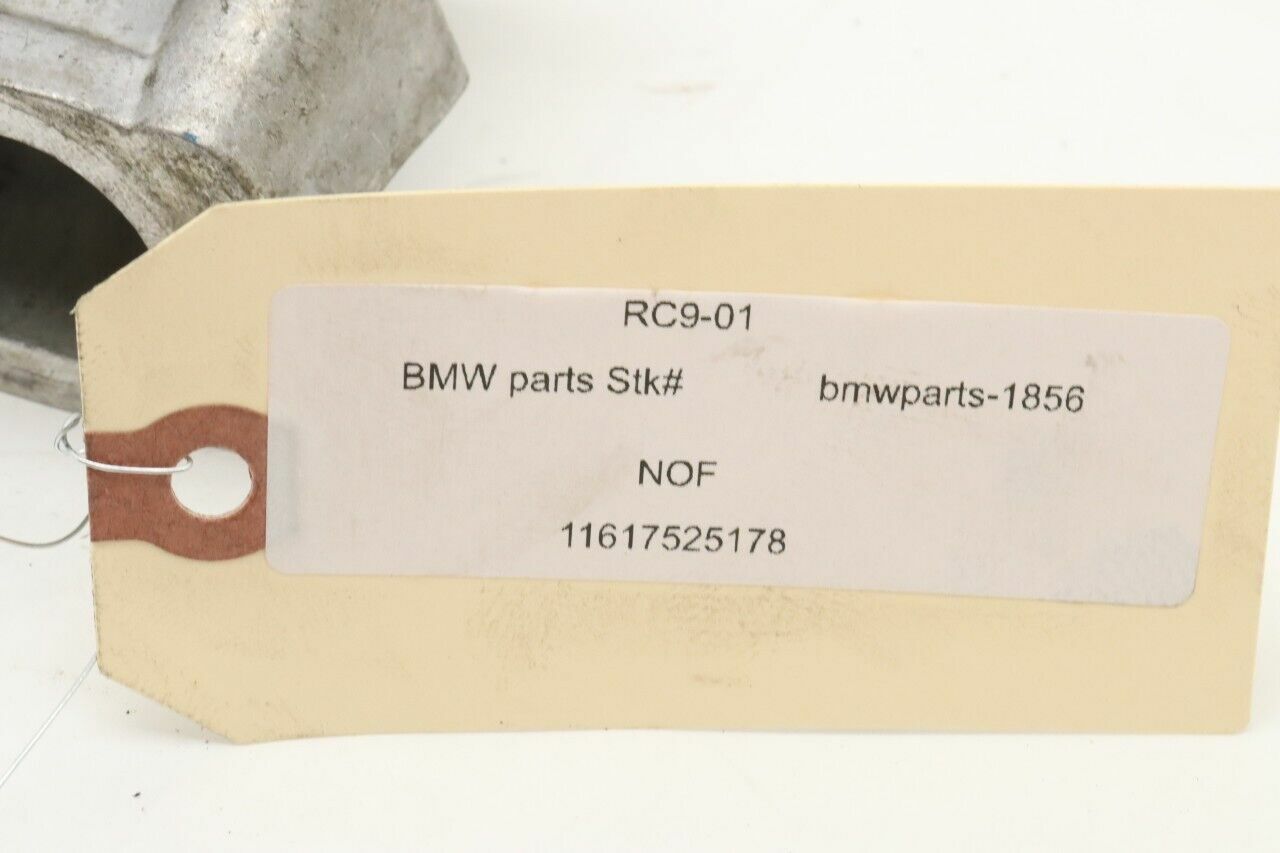 RC9-01
BMW parts Stk# bmwparts-1856
NOF
11617525178